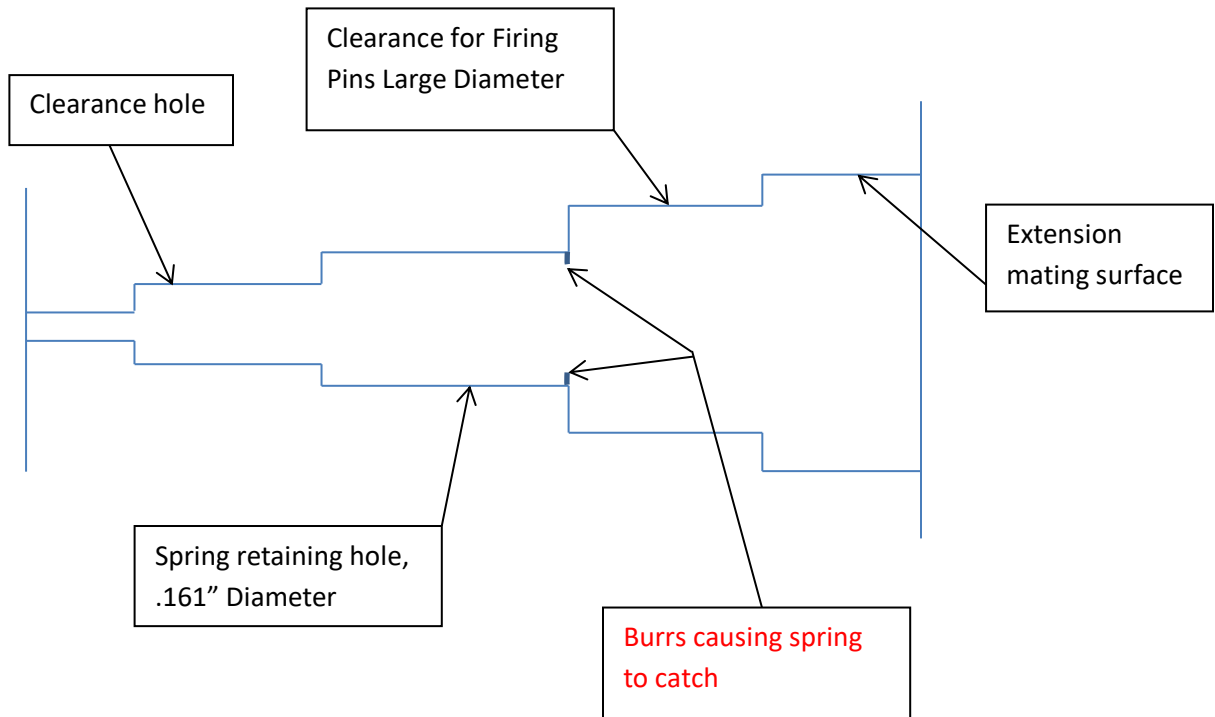 Clearance for Firing
Pins Large Diameter
Clearance hole
Extension
mating surface
Spring retaining hole,
.161” Diameter
Burrs causing spring
to catch